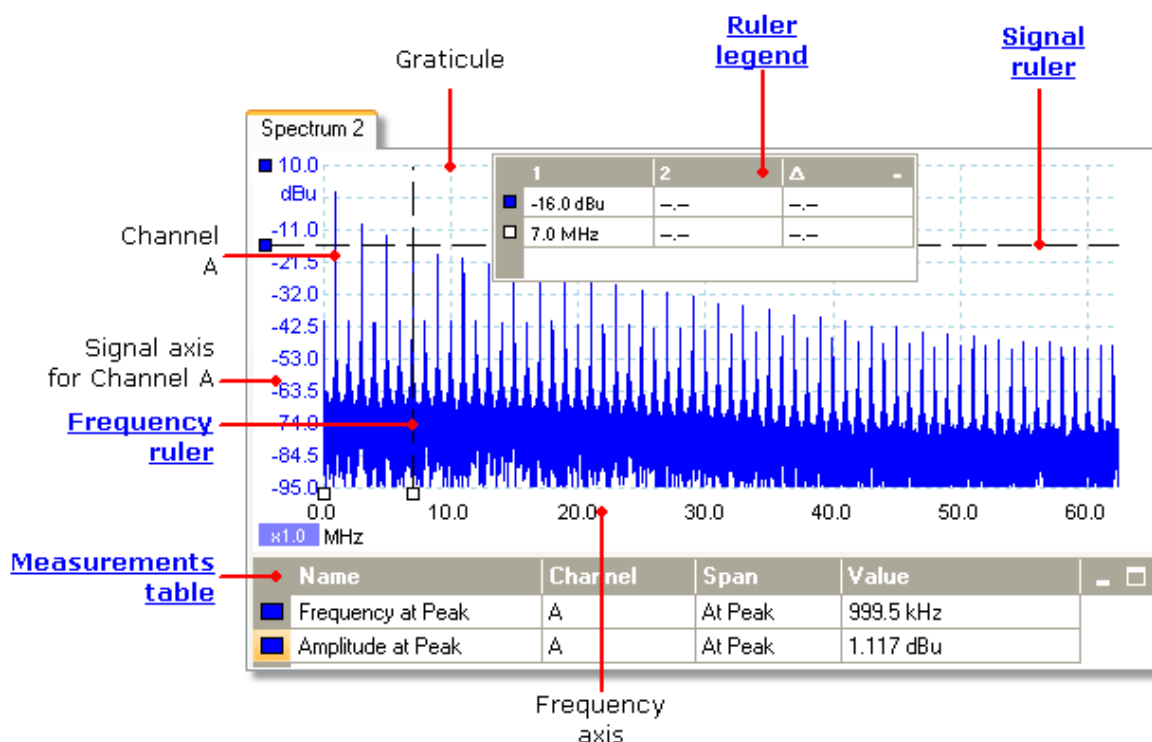 Ruler
legend
Signal
ruler
Graticule
Spectrum 2
10.0
dBu
-11.0
-21.5
-32.0
-42.5
-53.0
-63.5
-74.0
-84.5
-95.0
1 2 Δ -
-16.0 dBu --.-- --.--
7.0 MHz --.-- --.--
Channel
A
Signal axis
for Channel A
Frequency
ruler
0.0 10.0 20.0 30.0 40.0 50.0 60.0
x1.0 MHz
Measurements
table
Name Channel Span Value
Frequency at Peak A At Peak 999.5 kHz
Amplitude at Peak A At Peak 1.117 dBu
Frequency
axis